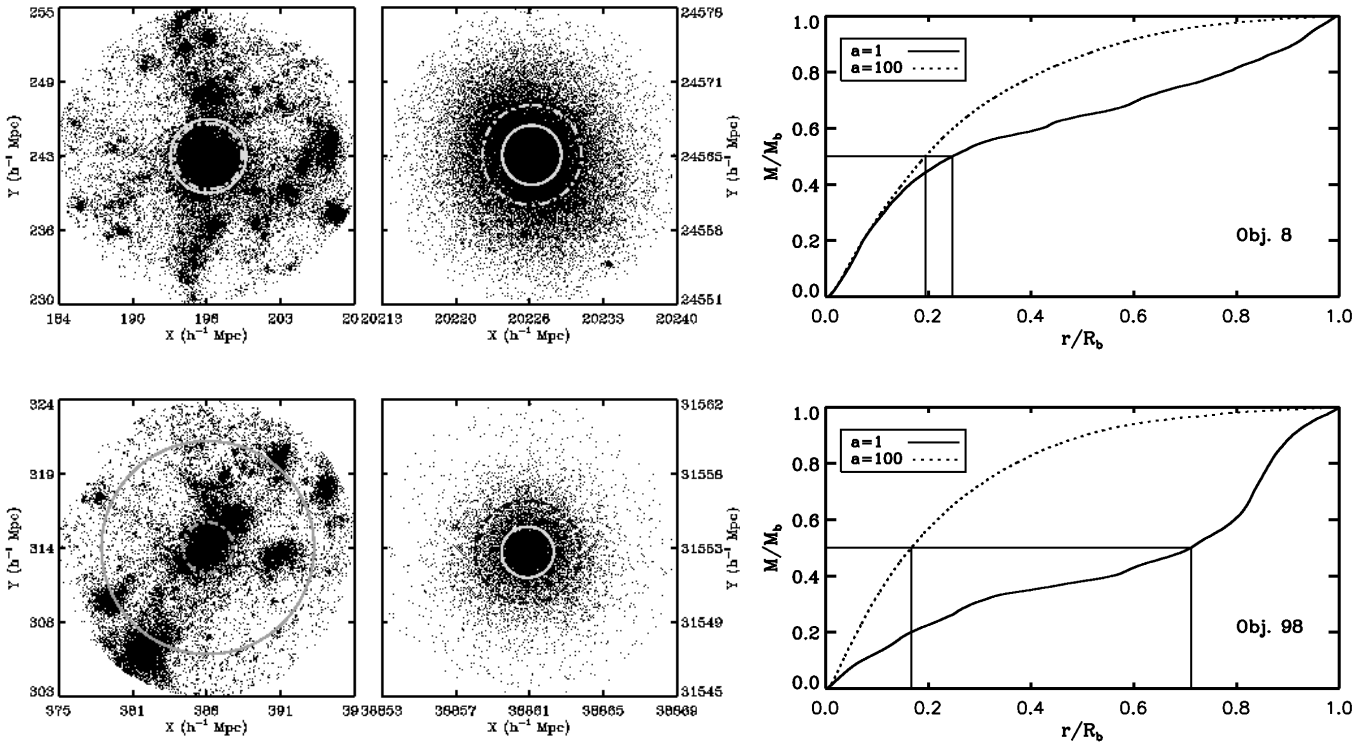 255
249
243
236
230
Y (h⁻¹ Mpc)
184 190 196 203 20
X (h⁻¹ Mpc)
24578
24571
24565
24558
24551
Y (h⁻¹ Mpc)
20213 20220 20226 20233 20240
X (h⁻¹ Mpc)
a=1
a=100
1.0
0.8
0.6
0.4
0.2
0.0
M/M_b
Obj. 8
0.0 0.2 0.4 0.6 0.8 1.0
r/R_b
324
319
314
308
303
Y (h⁻¹ Mpc)
375 381 386 391 39
X (h⁻¹ Mpc)
31562
31558
31553
31549
31545
Y (h⁻¹ Mpc)
38853 38857 38861 38865 38869
X (h⁻¹ Mpc)
a=1
a=100
1.0
0.8
0.6
0.4
0.2
0.0
M/M_b
Obj. 98
0.0 0.2 0.4 0.6 0.8 1.0
r/R_b